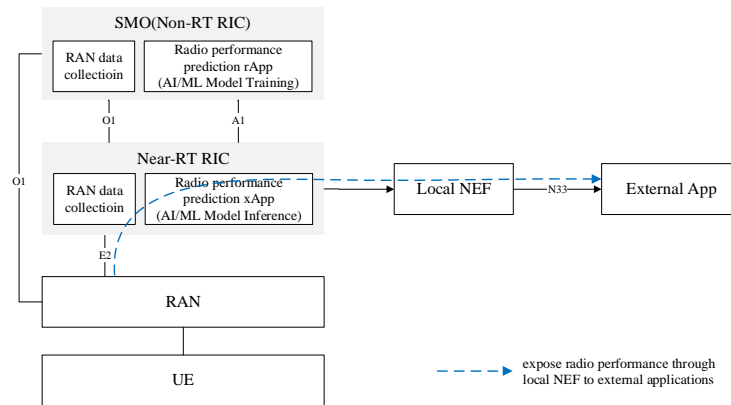 SMO(Non-RT RIC)
RAN data
collectioin
Radio performance
prediction rApp
(AI/ML Model Training)
O1
A1
O1
Near-RT RIC
RAN data
collectioin
Radio performance
prediction xApp
(AI/ML Model Inference)
Local NEF
N33
External App
E2
RAN
UE
expose radio performance through
local NEF to external applications